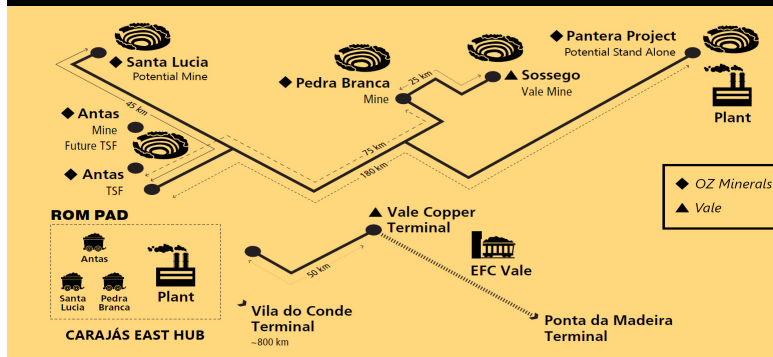 Santa Lucia
Potential Mine
Pedra Branca
Mine
25 km
Sossego
Vale Mine
Pantera Project
Potential Stand Alone
Plant
45 km
Antas
Mine
Future TSF
Antas
TSF
75 km
180 km
OZ Minerals
Vale
ROM PAD
Antas
Santa
Lucia
Pedra
Branca
Plant
CARAJÁS EAST HUB
50 km
Vale Copper
Terminal
EFC Vale
Vila do Conde
Terminal
~800 km
Ponta da Madeira
Terminal